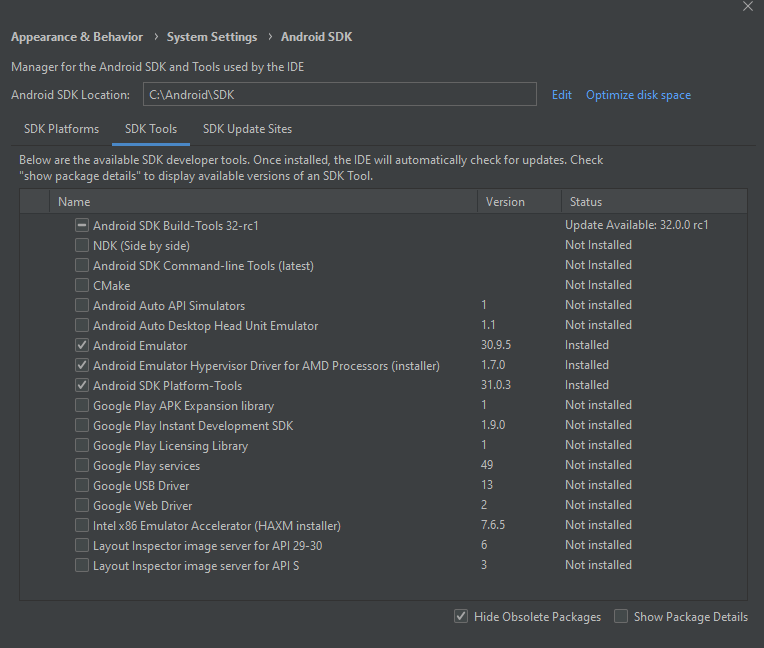 Appearance & Behavior › System Settings › Android SDK
Manager for the Android SDK and Tools used by the IDE
Android SDK Location: C:\Android\SDK Edit Optimize disk space
SDK Platforms SDK Tools SDK Update Sites
Below are the available SDK developer tools. Once installed, the IDE will automatically check for updates. Check
"show package details" to display available versions of an SDK Tool.
Name Version Status
Android SDK Build-Tools 32-rc1 Update Available: 32.0.0 rc1
NDK (Side by side) Not Installed
Android SDK Command-line Tools (latest) Not Installed
CMake Not Installed
Android Auto API Simulators 1 Not installed
Android Auto Desktop Head Unit Emulator 1.1 Not installed
Android Emulator 30.9.5 Installed
Android Emulator Hypervisor Driver for AMD Processors (installer) 1.7.0 Installed
Android SDK Platform-Tools 31.0.3 Installed
Google Play APK Expansion library 1 Not installed
Google Play Instant Development SDK 1.9.0 Not installed
Google Play Licensing Library 1 Not installed
Google Play services 49 Not installed
Google USB Driver 13 Not installed
Google Web Driver 2 Not installed
Intel x86 Emulator Accelerator (HAXM installer) 7.6.5 Not installed
Layout Inspector image server for API 29-30 6 Not installed
Layout Inspector image server for API S 3 Not installed
Hide Obsolete Packages Show Package Details